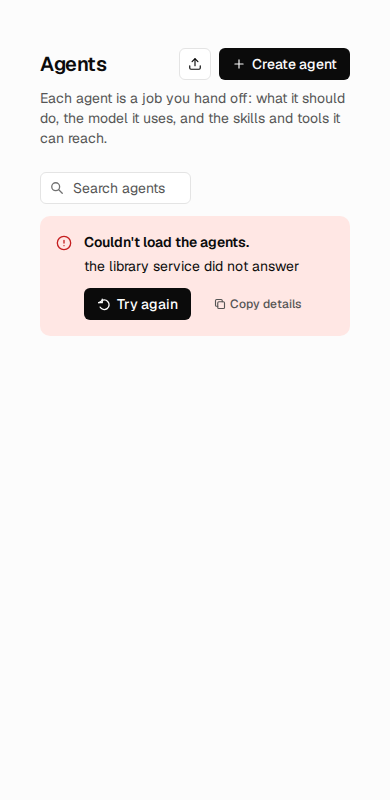 Agents
Create agent
Each agent is a job you hand off: what it should
do, the model it uses, and the skills and tools it
can reach.
Search agents
Couldn't load the agents.
the library service did not answer
Try again
Copy details